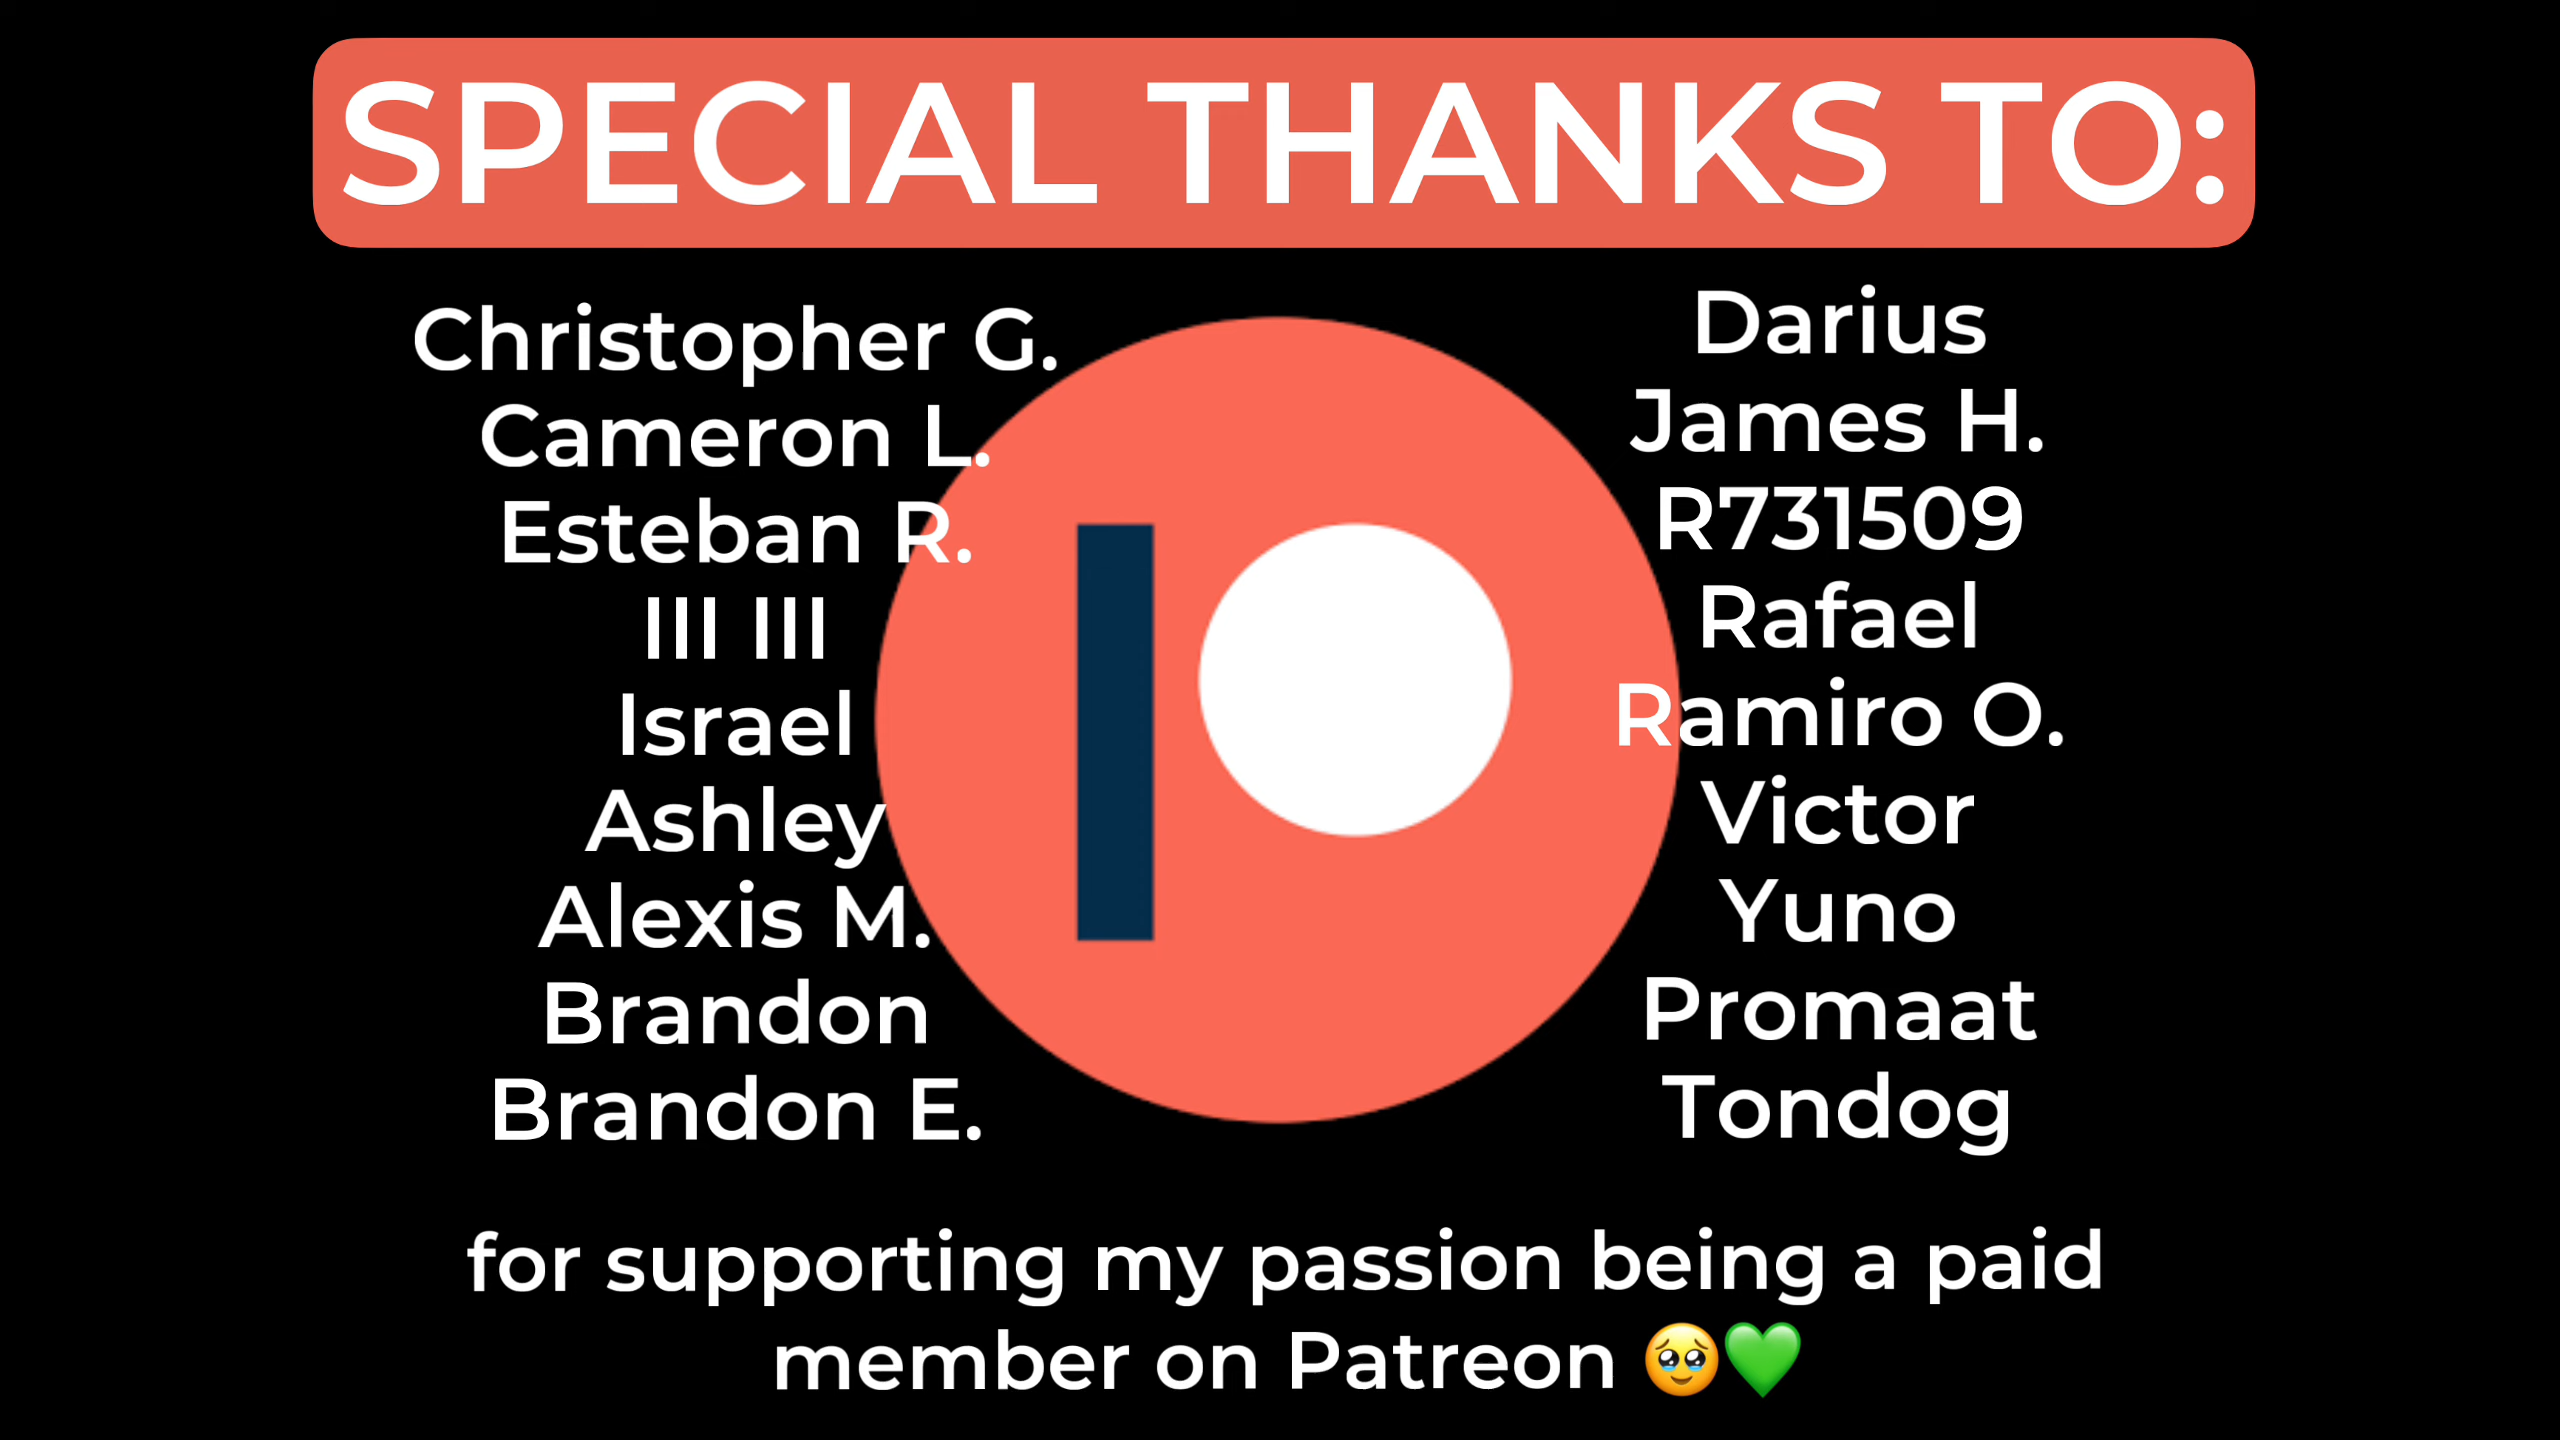 SPECIAL THANKS TO:
Christopher G.
Cameron L.
Esteban R.
III III
Israel
Ashley
Alexis M.
Brandon
Brandon E.
Darius
James H.
R731509
Rafael
Ramiro O.
Victor
Yuno
Promaat
Tondog
for supporting my passion being a paid
member on Patreon 🥹💚